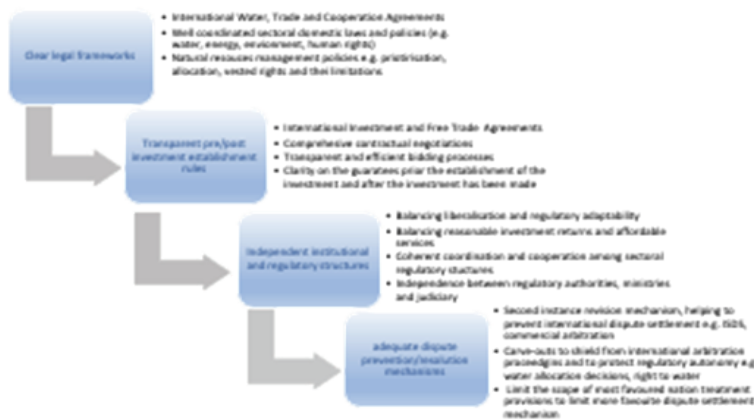 Clear legal frameworks
• International Water, Trade and Cooperation Agreements
• Well coordinated sectoral domestic laws and policies (e.g.
water, energy, environment, human rights)
• Natural resouces management policies e.g. pristirisation,
allocation, vested rights and thei limitations
Transparent pre/post
investment establishment
rules
• International Investment and Free Trade Agreements
• Comprehensive contractual negotiations
• Transparent and efficient bidding processes
• Clarity on the guarantees prior the establishment of the
investment and after the investment has been made
Independent institutional
and regulatory structures
• Balancing liberalisation and regulatory adaptability
• Balancing reasonable investment returns and affordable
services
• Coherent coordination and cooperation among sectoral
regulatory stuctures
• Independence between regulatory authorities, ministries
and judiciary
adequate dispute
prevention/resolution
mechanisms
• Second instance revision mechanism, helping to
prevent international dispute settlement e.g. ISDS,
commercial arbitration
• Carve-outs to shield from international arbitration
proceedigns and to protect regulatory autonomy e.g
water allocation decisions, right to water
• Limit the scope of most favoured nation treatment
provisions to limit more favourite dispute settlement
mechanism